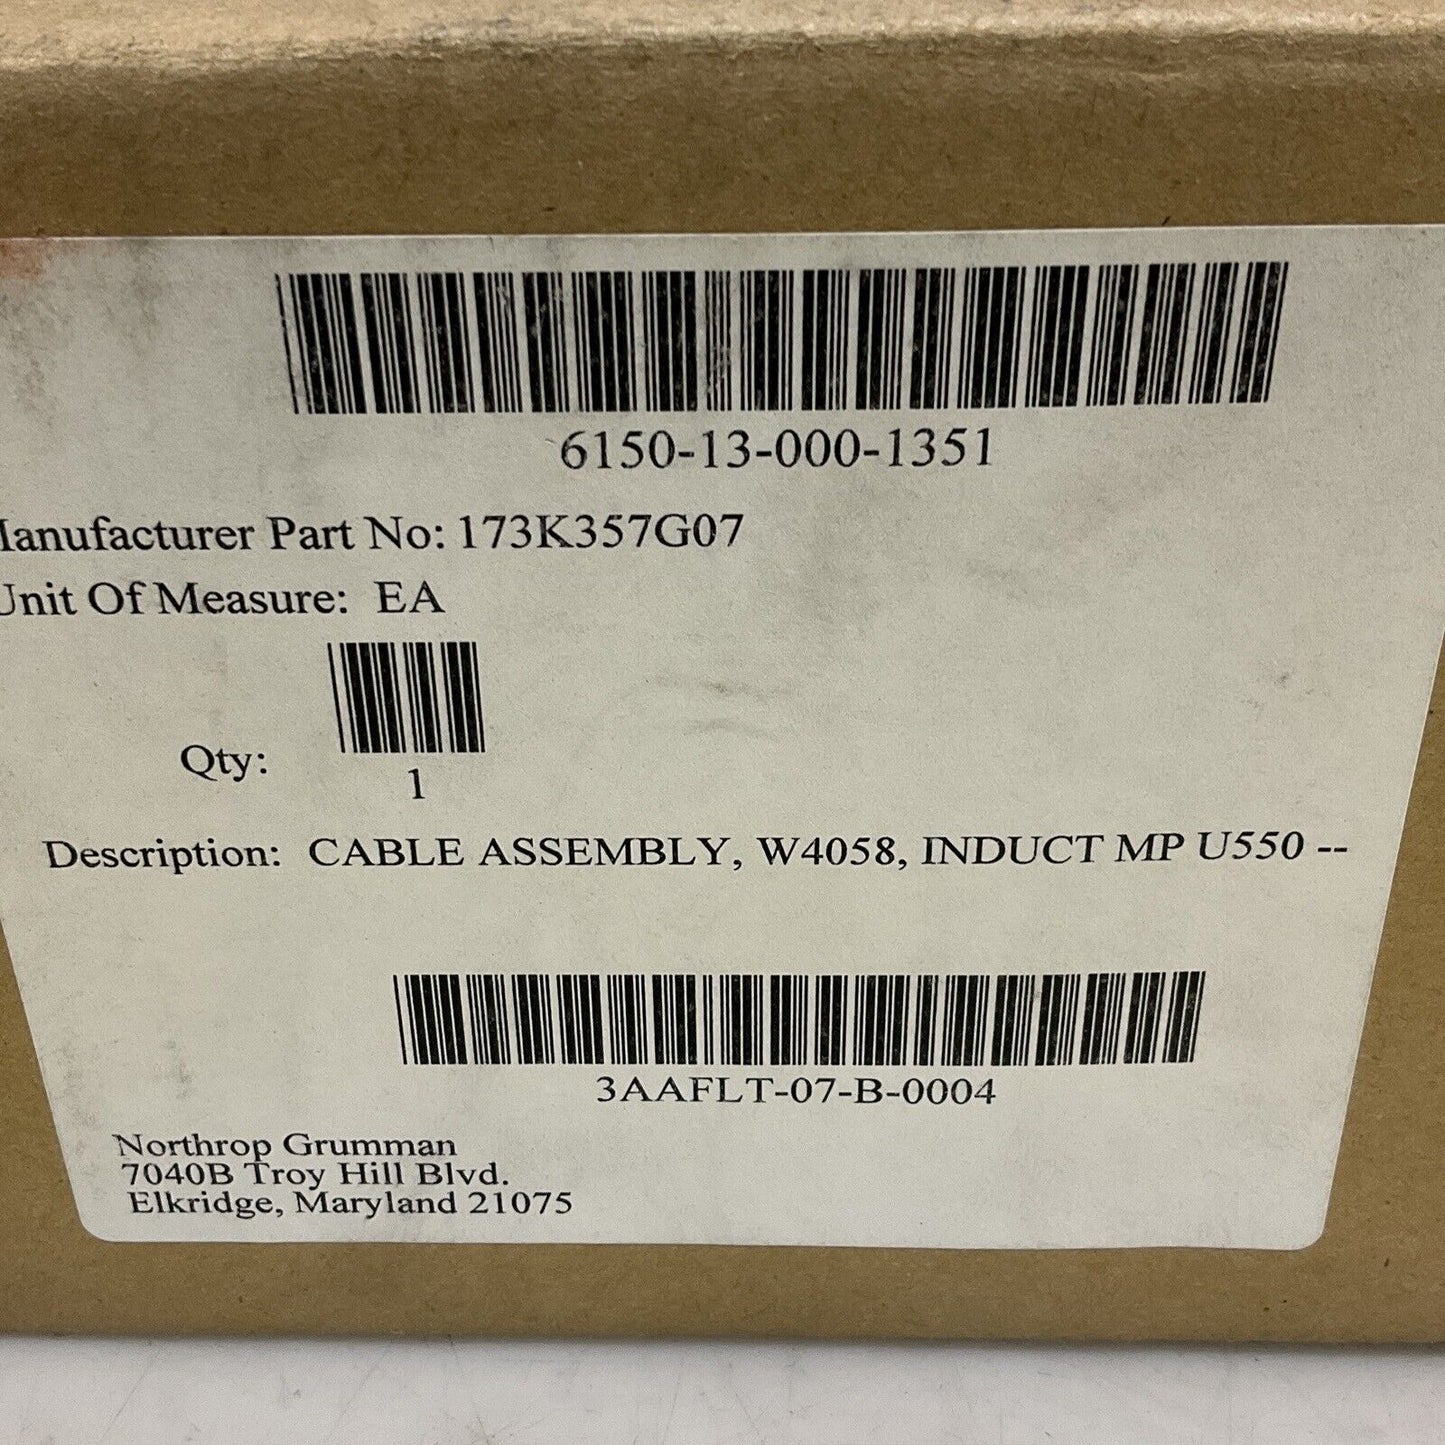 6150-13-000-1351
Manufacturer Part No: 173K357G07
Unit Of Measure: EA
Qty:
1
Description: CABLE ASSEMBLY, W4058, INDUCT MP U550 --
3AAFLT-07-B-0004
Northrop Grumman
7040B Troy Hill Blvd.
Elkridge, Maryland 21075